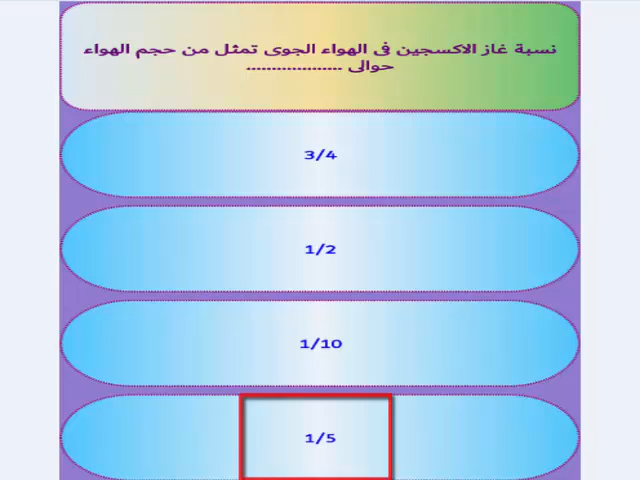 نسبة غاز الاكسجين فى الهواء الجوى تمثل من حجم الهواء
حوالى ...................
3/4
1/2
1/10
1/5